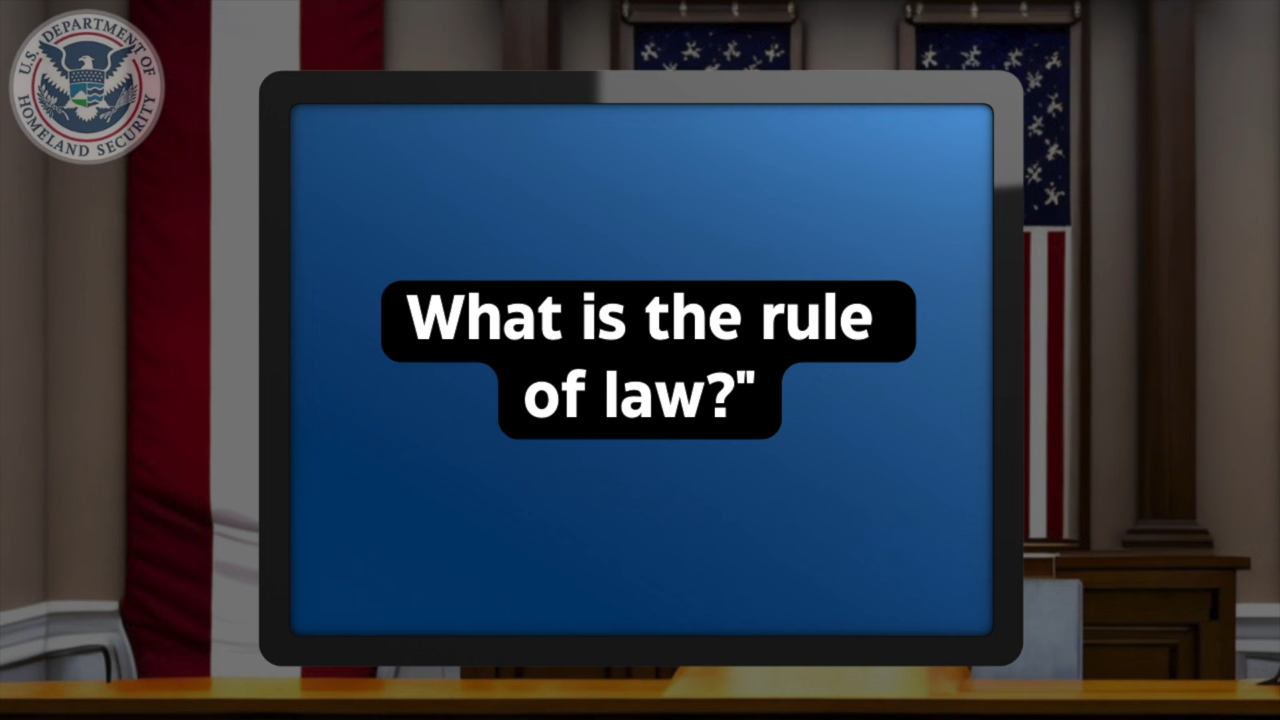 U.S. DEPARTMENT OF
HOMELAND SECURITY
What is the rule
of law?"